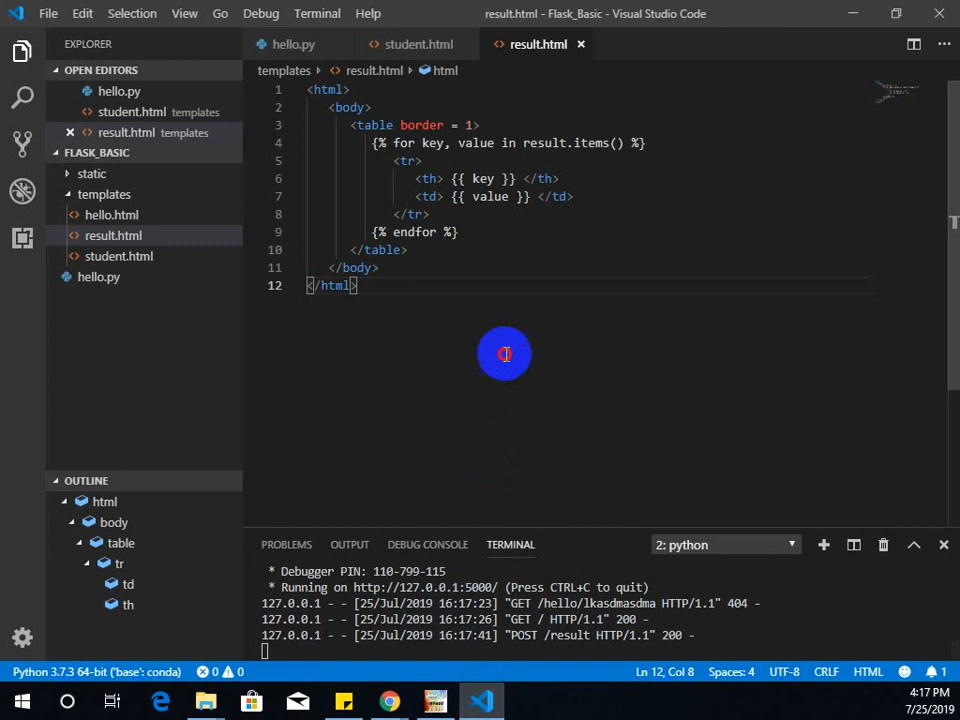 File Edit Selection View Go Debug Terminal Help
result.html - Flask_Basic - Visual Studio Code
EXPLORER
OPEN EDITORS
hello.py
student.html templates
result.html templates
FLASK_BASIC
static
templates
hello.html
result.html
student.html
hello.py
OUTLINE
html
body
table
tr
td
th
hello.py student.html result.html
templates result.html html
1 <html>
2 <body>
3 <table border = 1>
4 {% for key, value in result.items() %}
5 <tr>
6 <th> {{ key }} </th>
7 <td> {{ value }} </td>
8 </tr>
9 {% endfor %}
10 </table>
11 </body>
12 </html>
PROBLEMS OUTPUT DEBUG CONSOLE TERMINAL 2: python
* Debugger PIN: 110-799-115
* Running on http://127.0.0.1:5000/ (Press CTRL+C to quit)
127.0.0.1 - - [25/Jul/2019 16:17:23] "GET /hello/lkasdmasdma HTTP/1.1" 404 -
127.0.0.1 - - [25/Jul/2019 16:17:26] "GET / HTTP/1.1" 200 -
127.0.0.1 - - [25/Jul/2019 16:17:41] "POST /result HTTP/1.1" 200 -
Python 3.7.3 64-bit ('base': conda) 0 0 Ln 12, Col 8 Spaces: 4 UTF-8 CRLF HTML 1
4:17 PM
7/25/2019